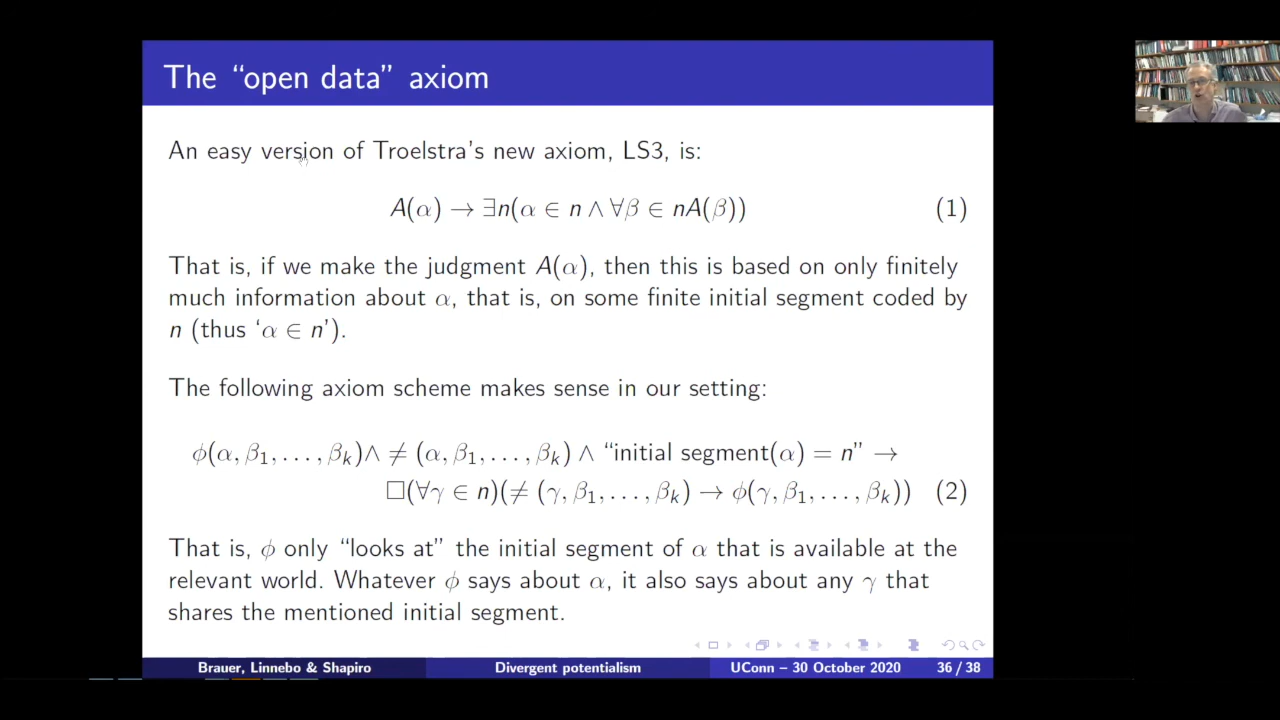 The “open data” axiom
An easy version of Troelstra’s new axiom, LS3, is:
A(α) → ∃n(α ∈ n ∧ ∀β ∈ nA(β)) (1)
That is, if we make the judgment A(α), then this is based on only finitely
much information about α, that is, on some finite initial segment coded by
n (thus ‘α ∈ n’).
The following axiom scheme makes sense in our setting:
ϕ(α, β₁, . . . , βₖ)∧ ≠ (α, β₁, . . . , βₖ) ∧ “initial segment(α) = n” →
□(∀γ ∈ n)(≠ (γ, β₁, . . . , βₖ) → ϕ(γ, β₁, . . . , βₖ)) (2)
That is, ϕ only “looks at” the initial segment of α that is available at the
relevant world. Whatever ϕ says about α, it also says about any γ that
shares the mentioned initial segment.
Brauer, Linnebo & Shapiro Divergent potentialism UConn – 30 October 2020 36 / 38